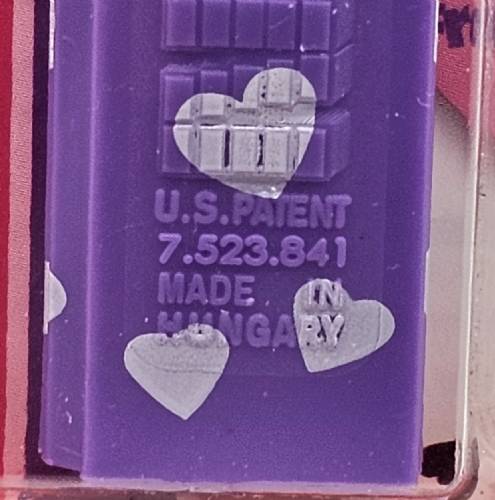 U.S. PATENT
7.523.841
MADE IN
HUNGARY